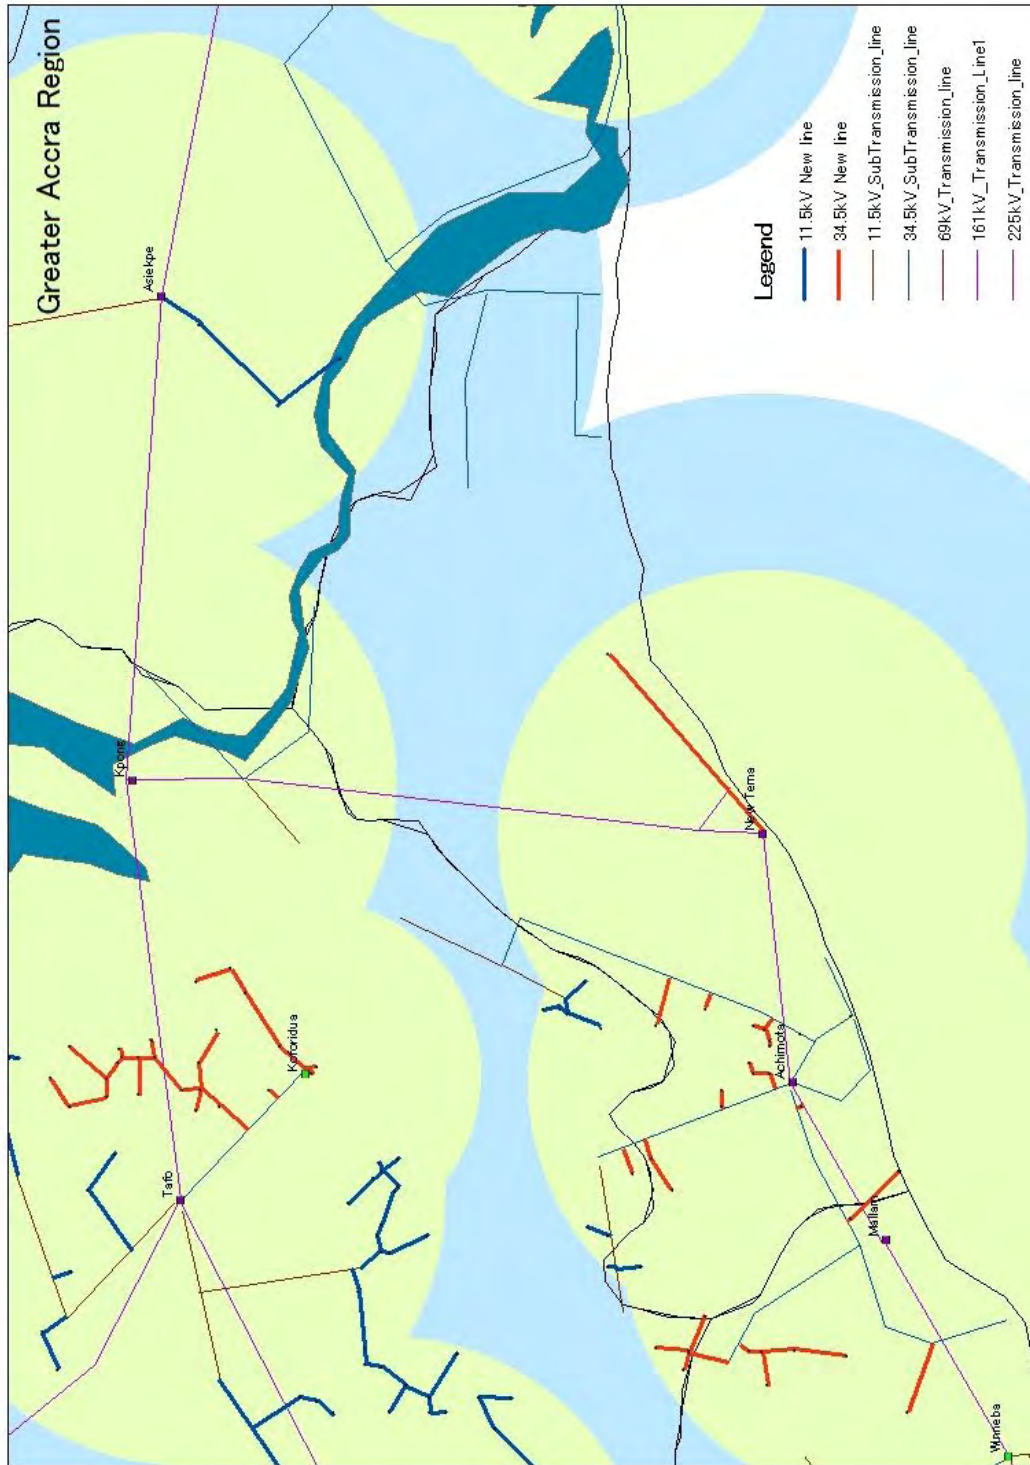 Greater Accra Region
Asiekpe
Kpong
Tafo
Koforidua
New Tema
Achimota
Mallam
Winneba
Legend
11.5kV New line
34.5kV New line
11.5kV_SubTransmission_line
34.5kV_SubTransmission_line
69kV_Transmission_line
161kV_Transmission_Line1
225kV_Transmission_line